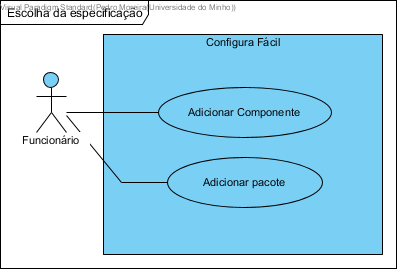 Visual Paradigm Standard(Pedro Moreira(Universidade do Minho))
Escolha da especificação
Configura Fácil
Adicionar Componente
Funcionário
Adicionar pacote